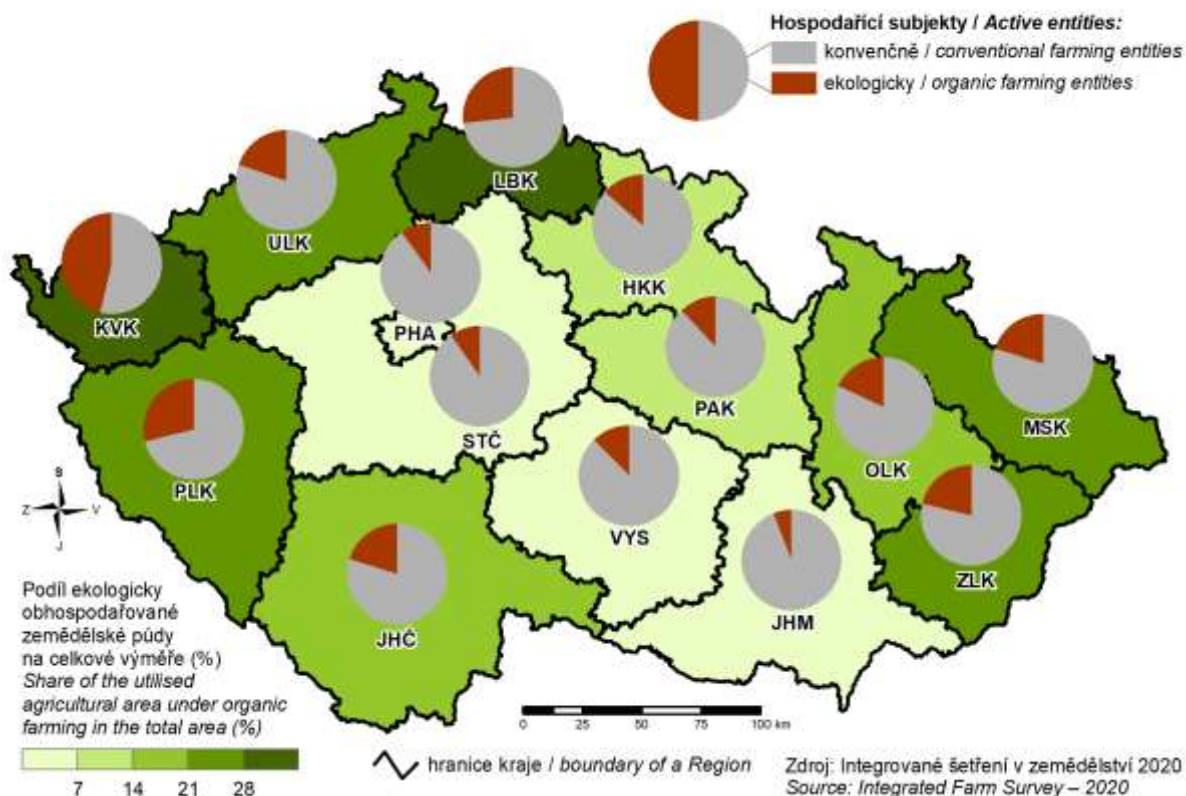 Hospodařící subjekty / Active entities:
konvenčně / conventional farming entities
ekologicky / organic farming entities
LBK
ULK
HKK
KVK
PHA
PAK
STČ
MSK
OLK
PLK
VYS
ZLK
JHM
JHČ
S
Z V
J
Podíl ekologicky
obhospodařované
zemědělské půdy
na celkové výměře (%)
Share of the utilised
agricultural area under organic
farming in the total area (%)
7 14 21 28
hranice kraje / boundary of a Region
0 25 50 75 100 km
Zdroj: Integrované šetření v zemědělství 2020
Source: Integrated Farm Survey – 2020